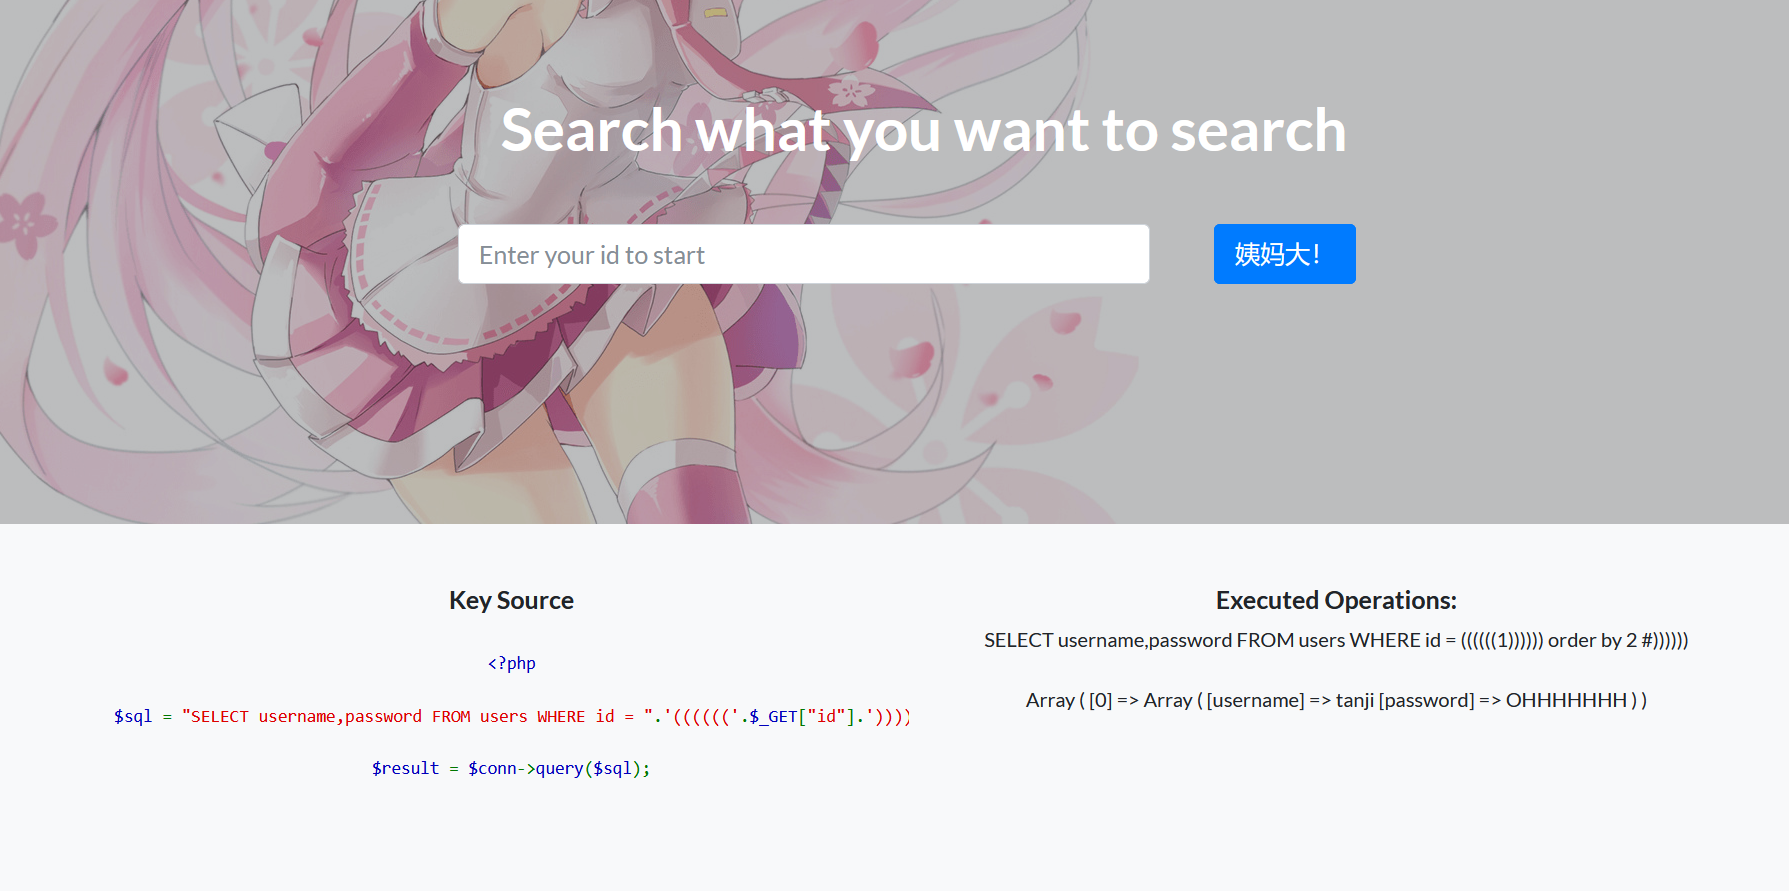 Search what you want to search
Enter your id to start
姨妈大！
Key Source
<?php
$sql = "SELECT username,password FROM users WHERE id = ".'(((((('.$_GET["id"].'))))
$result = $conn->query($sql);
Executed Operations:
SELECT username,password FROM users WHERE id = ((((((1)))))) order by 2 #))))))
Array ( [0] => Array ( [username] => tanji [password] => OHHHHHHH ) )